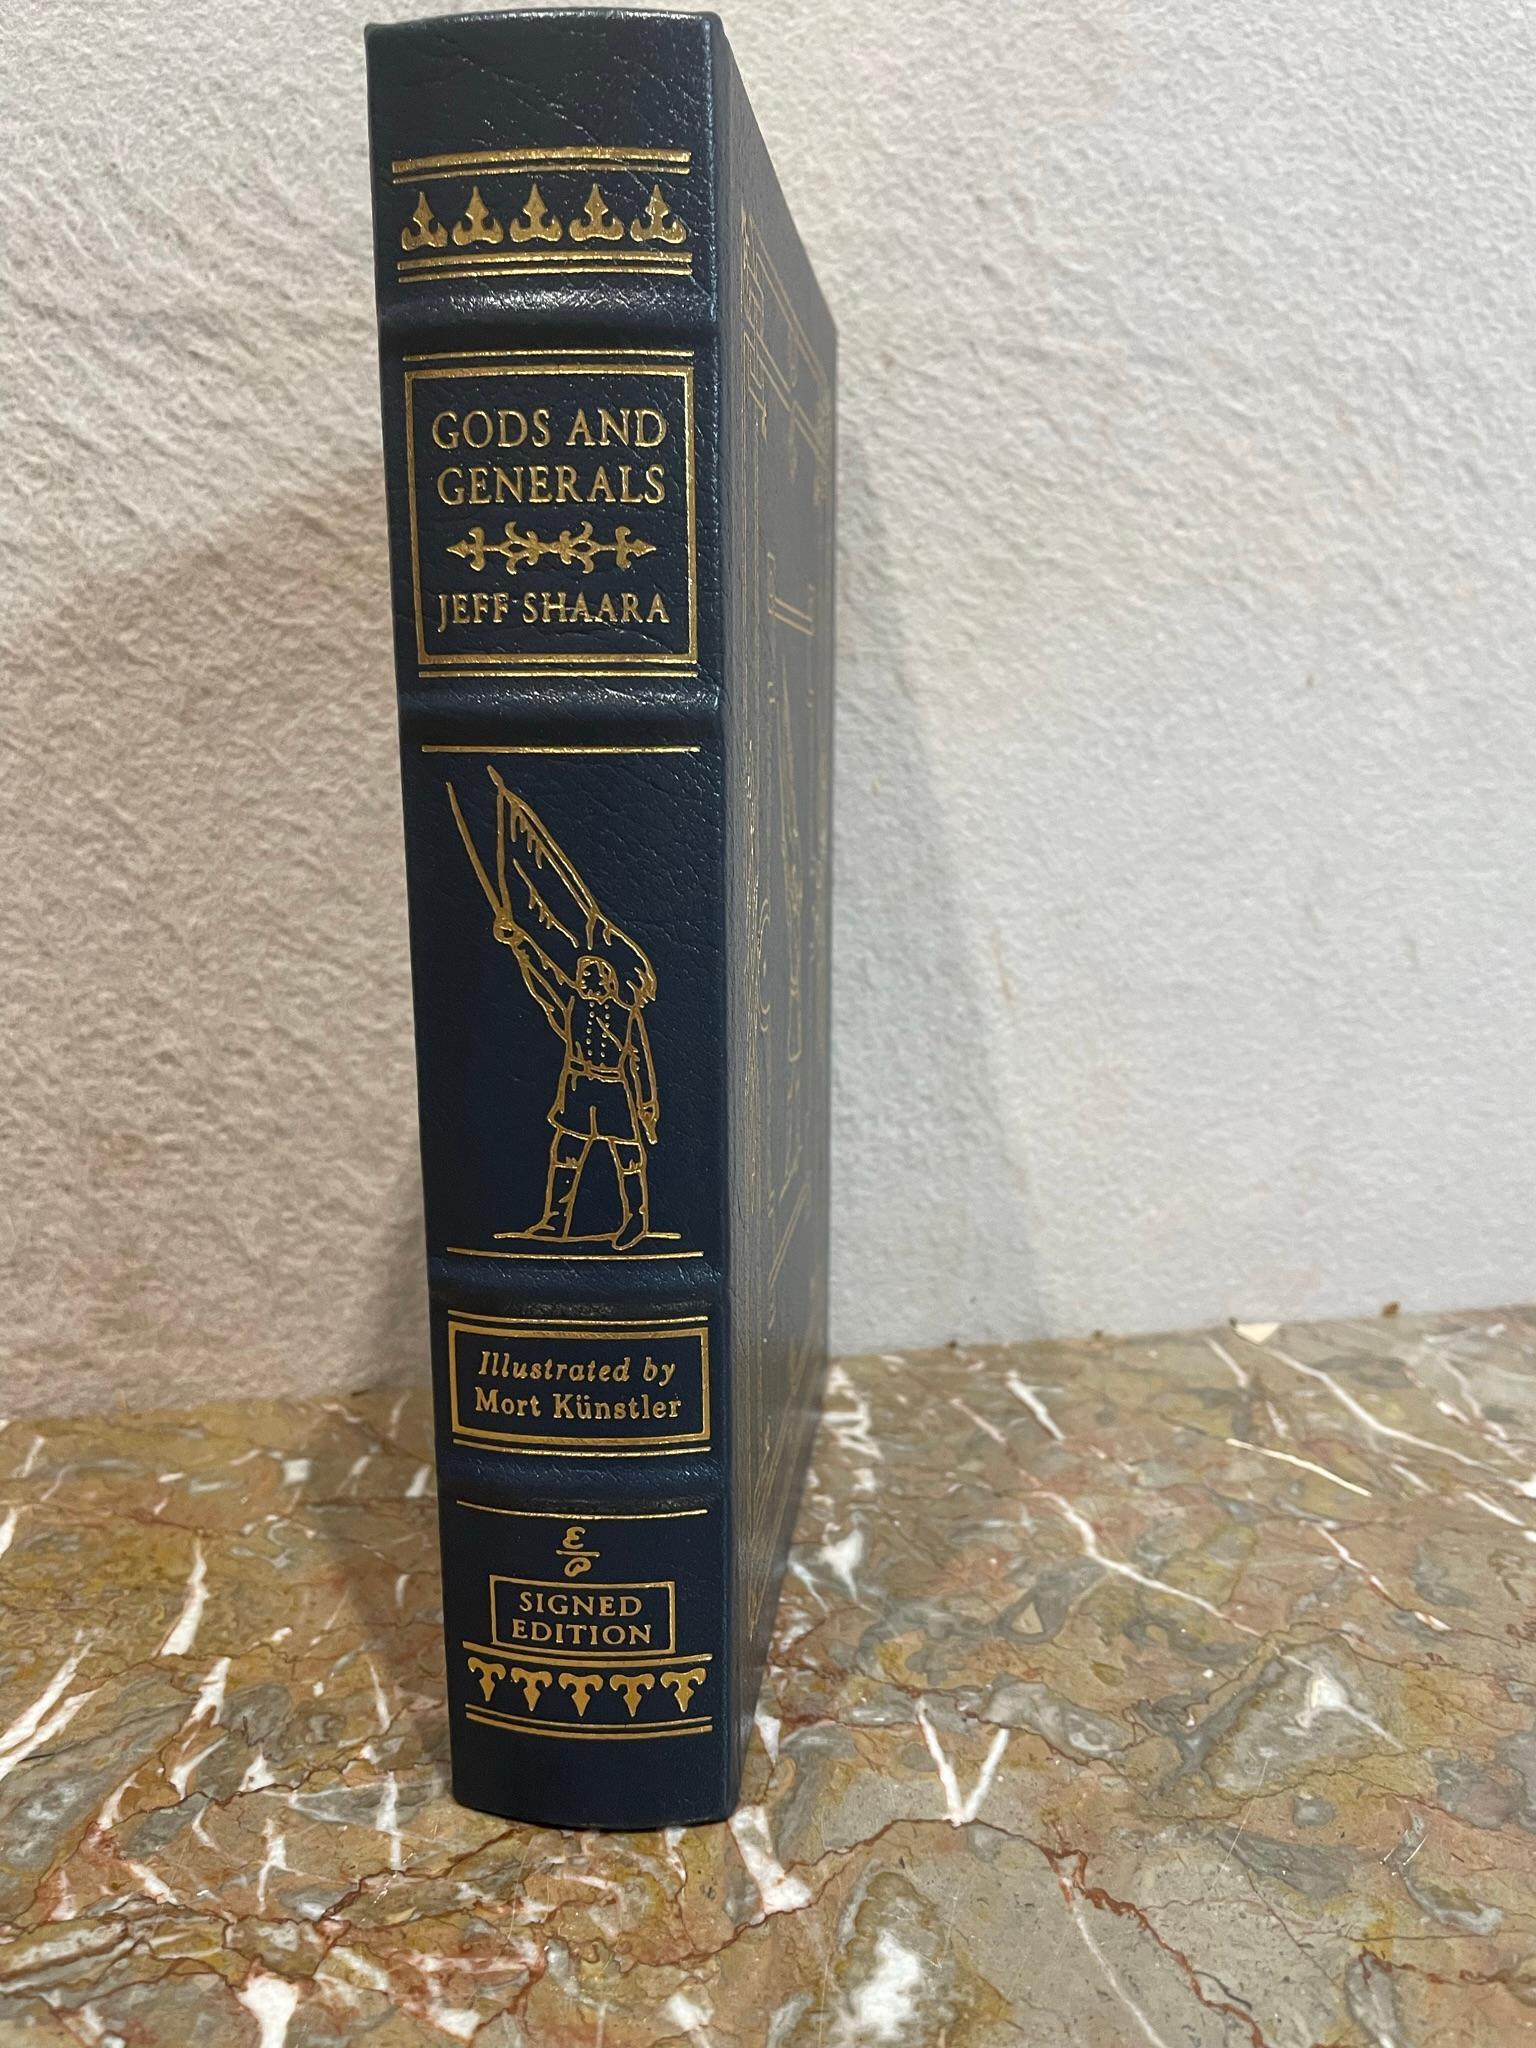 GODS AND
GENERALS
JEFF SHAARA
Illustrated by
Mort Künstler
SIGNED
EDITION